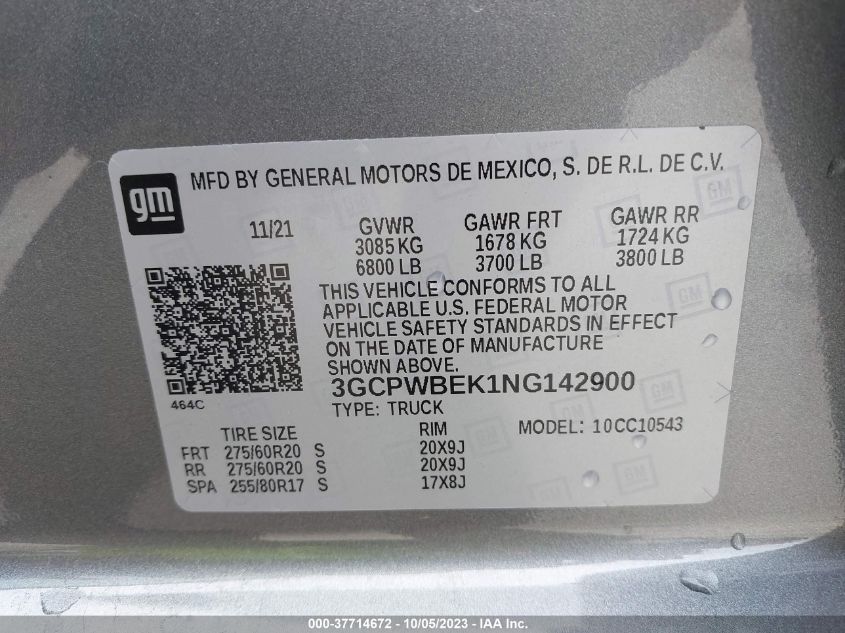 gm MFD BY GENERAL MOTORS DE MEXICO, S. DE R.L. DE C.V.
11/21 GVWR GAWR FRT GAWR RR
3085 KG 1678 KG 1724 KG
6800 LB 3700 LB 3800 LB
THIS VEHICLE CONFORMS TO ALL
APPLICABLE U.S. FEDERAL MOTOR
VEHICLE SAFETY STANDARDS IN EFFECT
ON THE DATE OF MANUFACTURE
SHOWN ABOVE.
464C
3GCPWBEK1NG142900
TYPE: TRUCK
TIRE SIZE RIM MODEL: 10CC10543
FRT 275/60R20 S 20X9J
RR 275/60R20 S 20X9J
SPA 255/80R17 S 17X8J
000-37714672 - 10/05/2023 - IAA Inc.